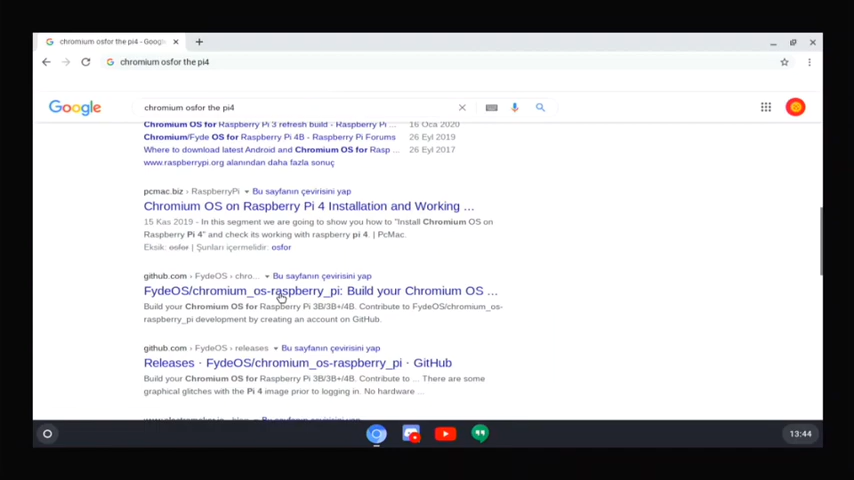 chromium osfor the pi4 - Googl
chromium osfor the pi4
Google
chromium osfor the pi4
Chromium OS for Raspberry Pi 3 refresh build - Raspberry Pi ... 16 Oca 2020
Chromium/Fyde OS for Raspberry Pi 4B - Raspberry Pi Forums 26 Eyl 2019
Where to download latest Android and Chromium OS for Rasp ... 26 Eyl 2017
www.raspberrypi.org alanından daha fazla sonuç
pcmac.biz › RaspberryPi Bu sayfanın çevirisini yap
Chromium OS on Raspberry Pi 4 Installation and Working ...
15 Kas 2019 - In this segment we are going to show you how to "Install Chromium OS on
Raspberry Pi 4" and check its working with raspberry pi 4. | PcMac.
Eksik: osfor | Şunları içermelidir: osfor
github.com › FydeOS › chro... Bu sayfanın çevirisini yap
FydeOS/chromium_os-raspberry_pi: Build your Chromium OS ...
Build your Chromium OS for Raspberry Pi 3B/3B+/4B. Contribute to FydeOS/chromium_os-
raspberry_pi development by creating an account on GitHub.
github.com › FydeOS › releases Bu sayfanın çevirisini yap
Releases · FydeOS/chromium_os-raspberry_pi · GitHub
Build your Chromium OS for Raspberry Pi 3B/3B+/4B. Contribute to ... There are some
graphical glitches with the Pi 4 image prior to logging in. No hardware ...
13:44